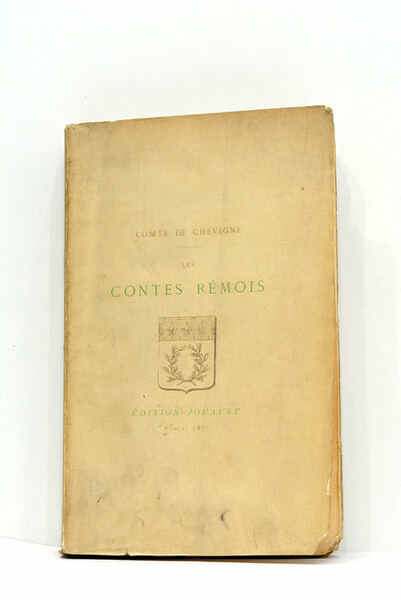 COMTE DE CHEVIGNÉ
LES
CONTES RÉMOIS
ÉDITION JOUAUST
Paris,